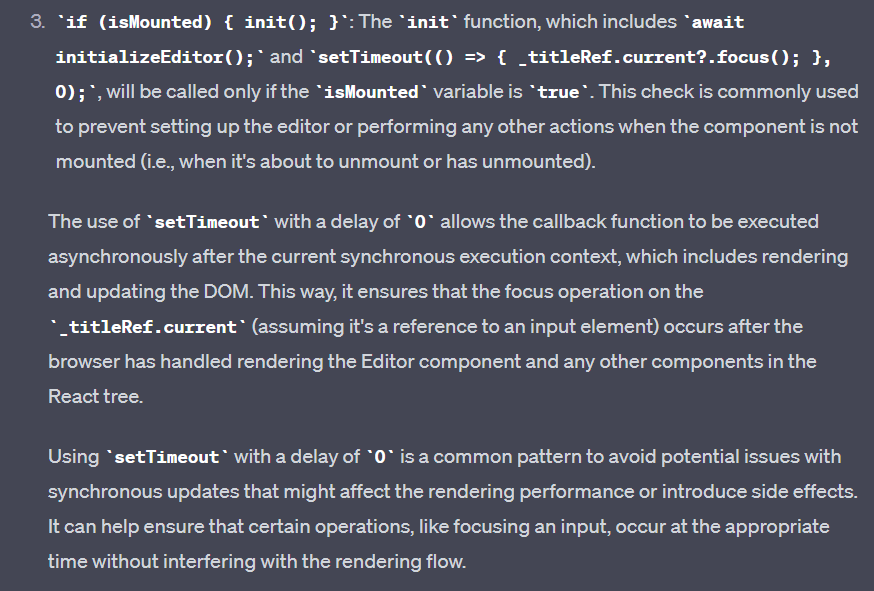 3. `if (isMounted) { init(); }`: The `init` function, which includes `await
initializeEditor();` and `setTimeout(() => { _titleRef.current?.focus(); },
0);`, will be called only if the `isMounted` variable is `true`. This check is commonly used
to prevent setting up the editor or performing any other actions when the component is not
mounted (i.e., when it's about to unmount or has unmounted).
The use of `setTimeout` with a delay of `0` allows the callback function to be executed
asynchronously after the current synchronous execution context, which includes rendering
and updating the DOM. This way, it ensures that the focus operation on the
`_titleRef.current` (assuming it's a reference to an input element) occurs after the
browser has handled rendering the Editor component and any other components in the
React tree.
Using `setTimeout` with a delay of `0` is a common pattern to avoid potential issues with
synchronous updates that might affect the rendering performance or introduce side effects.
It can help ensure that certain operations, like focusing an input, occur at the appropriate
time without interfering with the rendering flow.